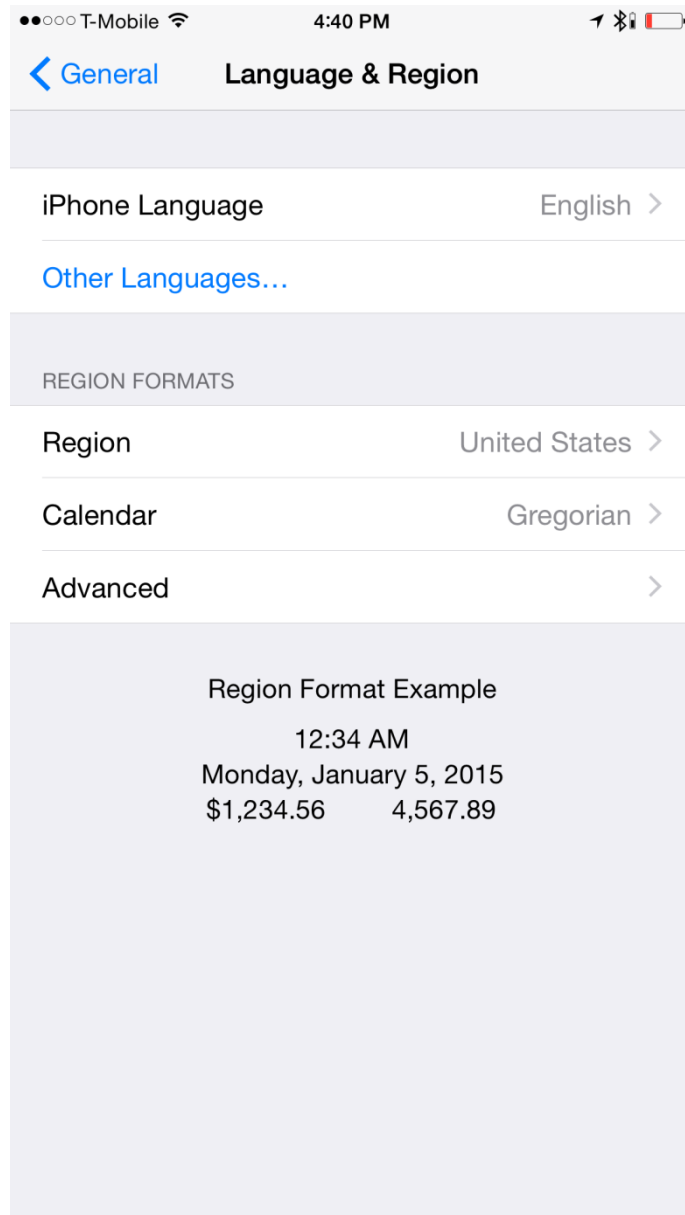 T-Mobile 4:40 PM
General Language & Region
iPhone Language English
Other Languages...
REGION FORMATS
Region United States
Calendar Gregorian
Advanced
Region Format Example
12:34 AM
Monday, January 5, 2015
$1,234.56 4,567.89